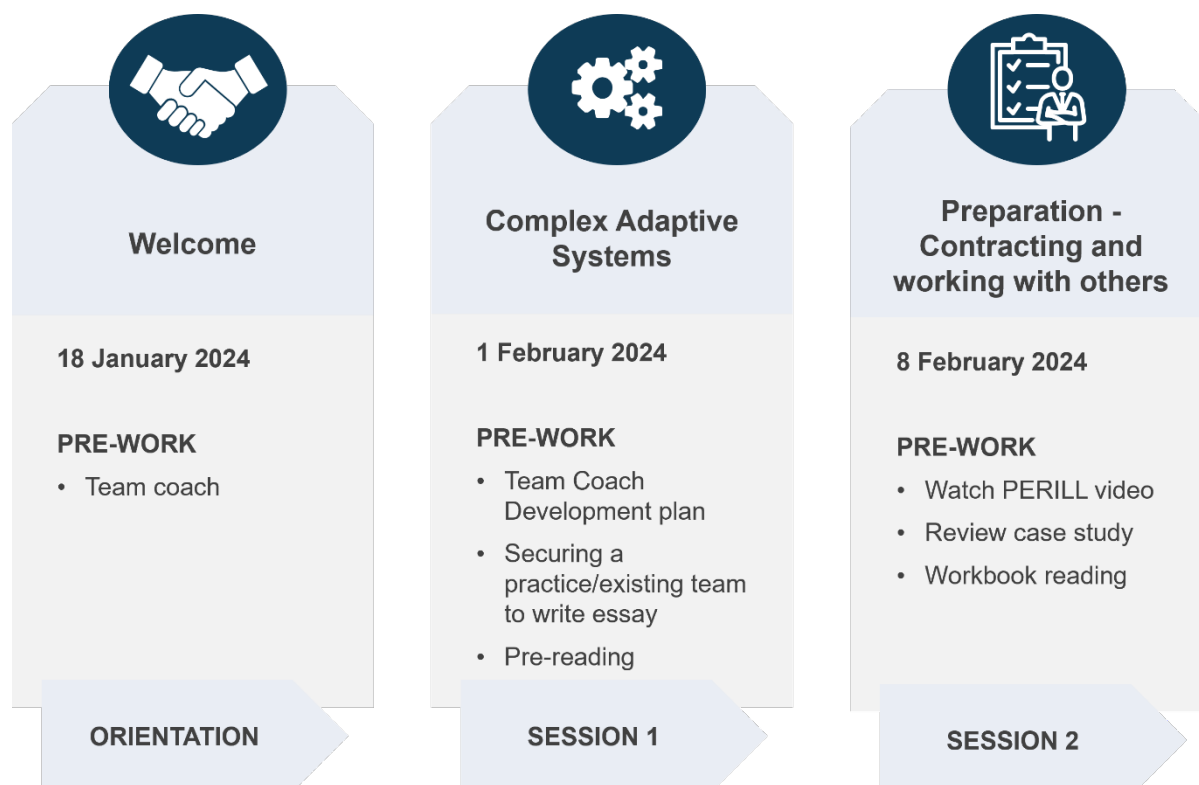 Welcome
18 January 2024
PRE-WORK
• Team coach
ORIENTATION
Complex Adaptive
Systems
1 February 2024
PRE-WORK
• Team Coach
Development plan
• Securing a
practice/existing team
to write essay
• Pre-reading
SESSION 1
Preparation -
Contracting and
working with others
8 February 2024
PRE-WORK
• Watch PERILL video
• Review case study
• Workbook reading
SESSION 2